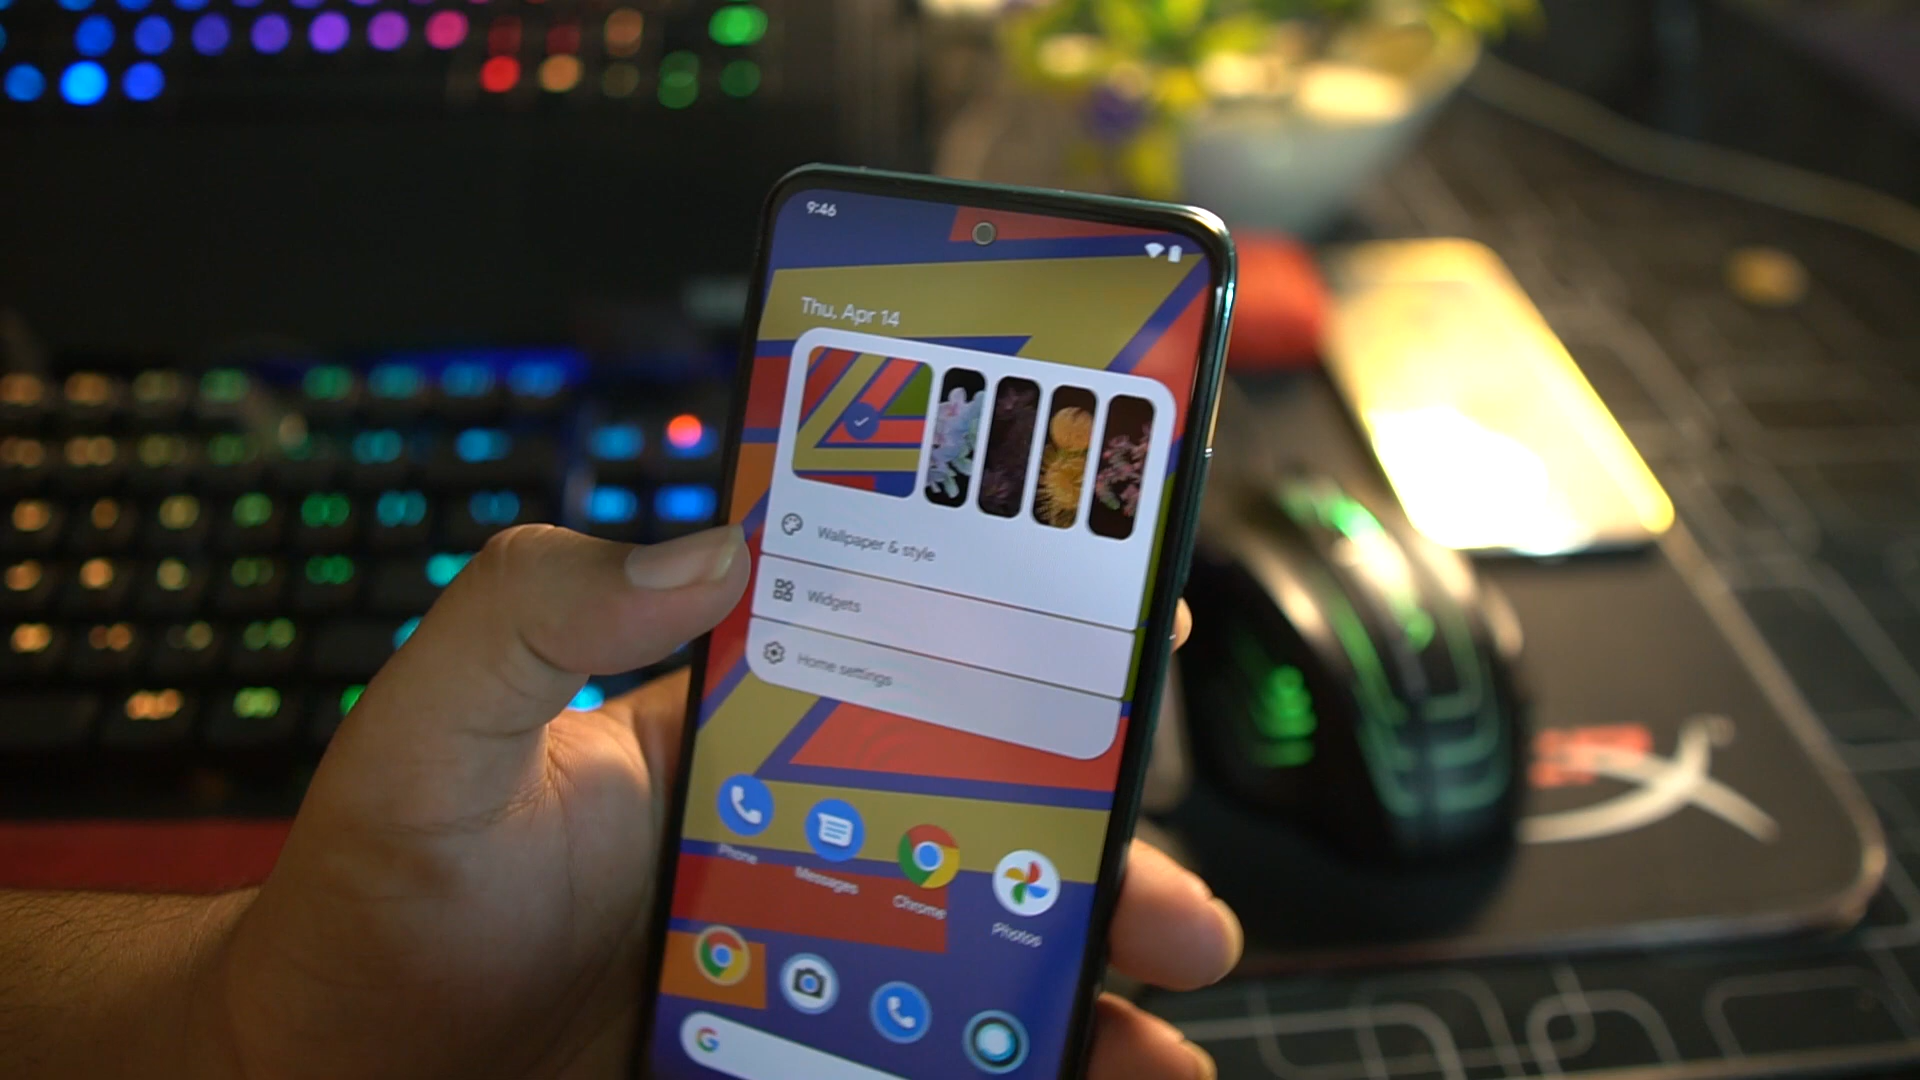 9:46
Thu, Apr 14
Wallpaper & style
Widgets
Home settings
Phone
Messages
Chrome
Photos
G